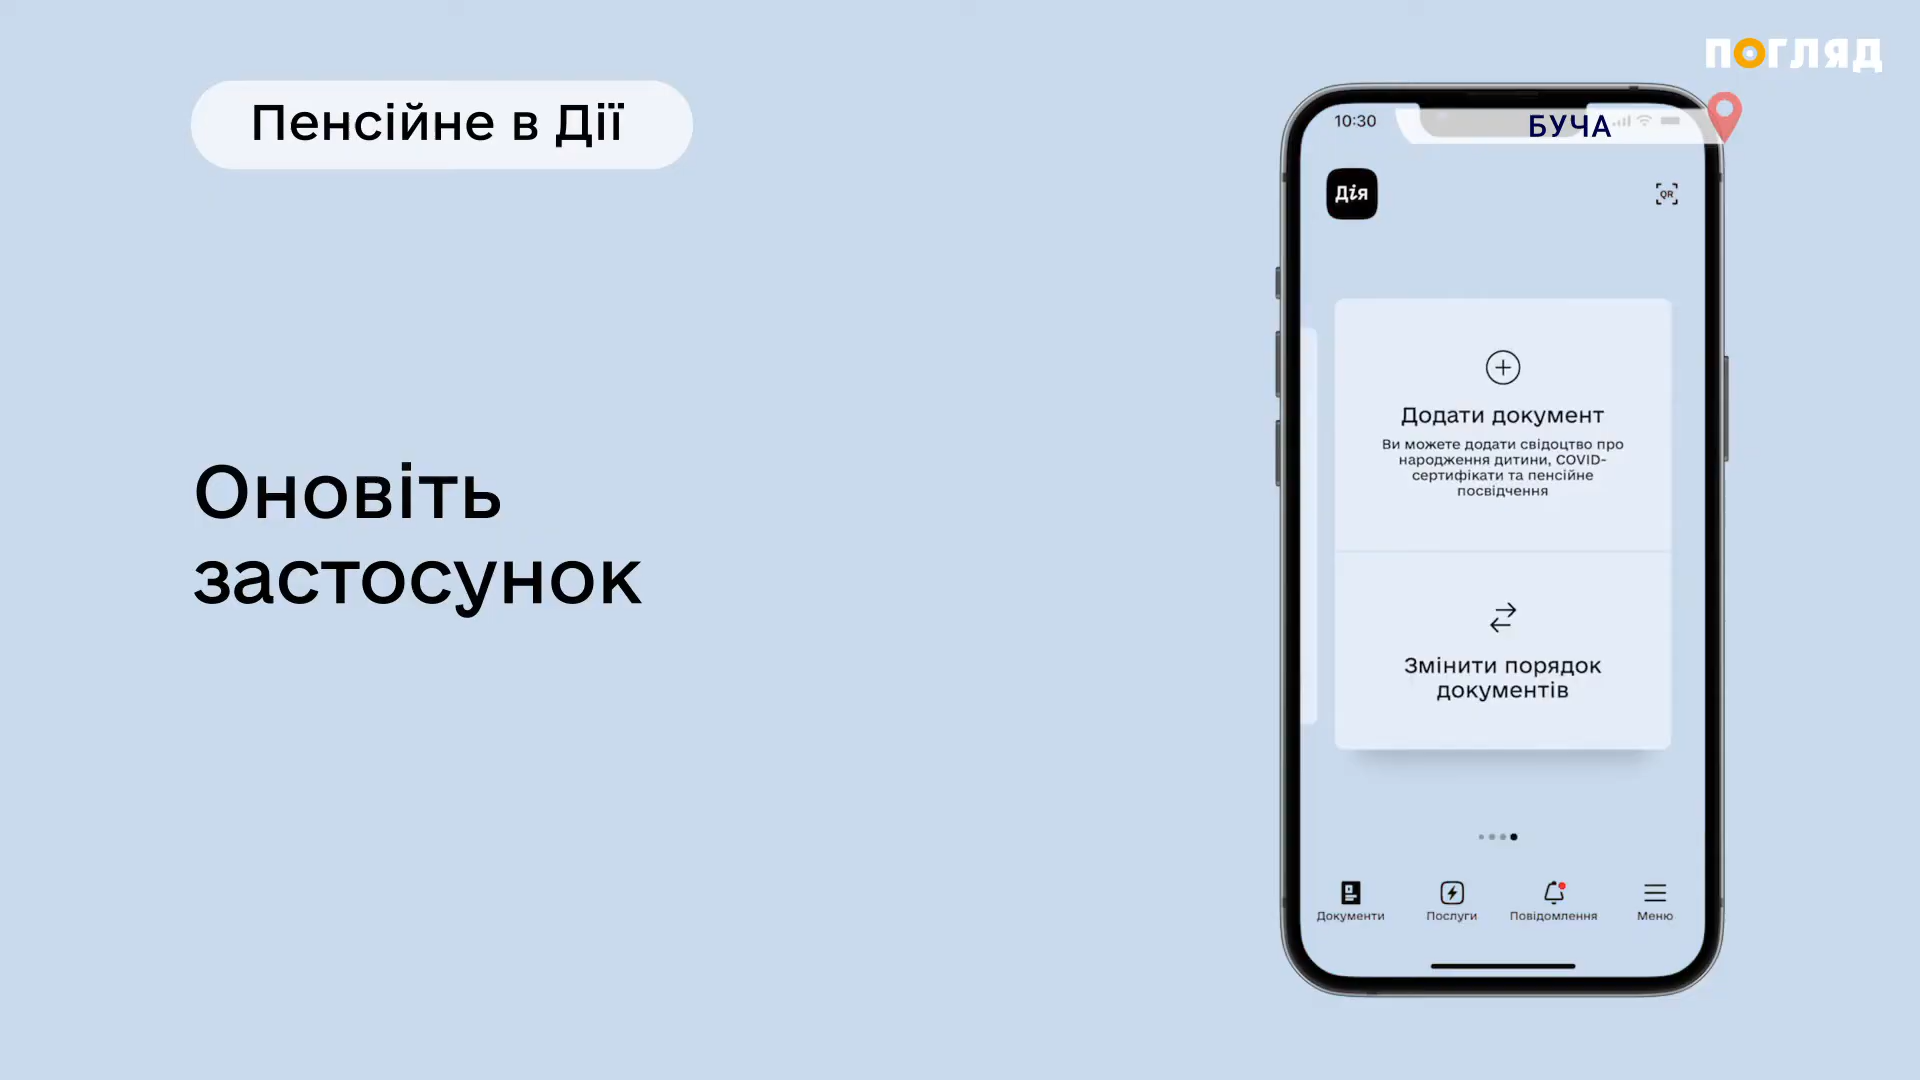 ПОГЛЯД
Пенсійне в Дії
10:30
БУЧА
Дія
QR
Оновіть
застосунок
Додати документ
Ви можете додати свідоцтво про
народження дитини, COVID-
сертифікати та пенсійне
посвідчення
Змінити порядок
документів
Документи
Послуги
Повідомлення
Меню